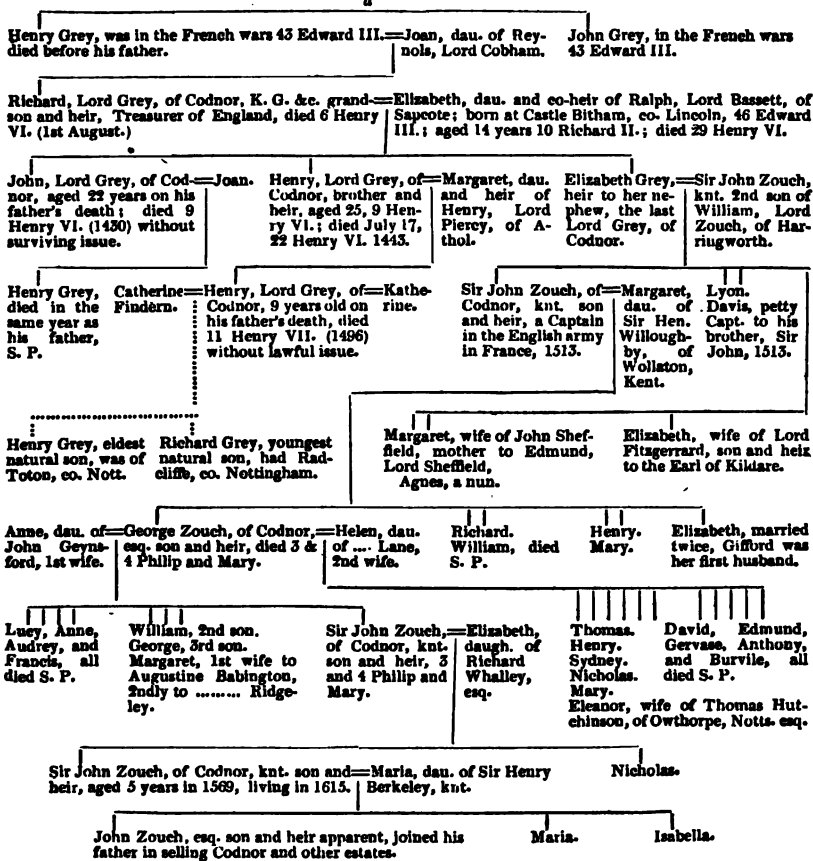 a
Henry Grey, was in the French wars 43 Edward III.=Joan, dau. of Rey-
died before his father. nols, Lord Cobham.
John Grey, in the French wars
43 Edward III.
Richard, Lord Grey, of Codnor, K. G. &c. grand-
son and heir, Treasurer of England, died 6 Henry
VI. (1st August.)
=Elizabeth, dau. and co-heir of Ralph, Lord Bassett, of
Sapcote; born at Castle Bitham, co. Lincoln, 46 Edward
III.; aged 14 years 10 Richard II.; died 29 Henry VI.
John, Lord Grey, of Cod-=Joan.
nor, aged 22 years on his
father's death; died 9
Henry VI. (1430) without
surviving issue.
Henry, Lord Grey, of=
Codnor, brother and
heir, aged 25, 9 Hen-
ry VI.; died July 17,
22 Henry VI. 1443.
Margaret, dau.
and heir of
Henry, Lord
Piercy, of A-
thol.
Elizabeth Grey,=
heir to her ne-
phew, the last
Lord Grey, of
Codnor.
Sir John Zouch,
knt. 2nd son of
William, Lord
Zouch, of Har-
riugworth.
Henry Grey,
died in the
same year as
his father,
S. P.
Catherine=
Findern.
Henry, Lord Grey, of=
Codnor, 9 years old on
his father's death, died
11 Henry VII. (1496)
without lawful issue.
Kathe-
rine.
Sir John Zouch, of=
Codnor, knt. son
and heir, a Captain
in the English army
in France, 1513.
Margaret,
dau. of
Sir Hen.
Willough-
by, of
Wollaton,
Kent.
Lyon.
Davis, petty
Capt. to his
brother, Sir
John, 1513.
Henry Grey, eldest
natural son, was of
Toton, co. Nott.
Richard Grey, youngest
natural son, had Rad-
cliffe, co. Nottingham.
Margaret, wife of John Shef-
field, mother to Edmund,
Lord Sheffield,
Agnes, a nun.
Elizabeth, wife of Lord
Fitzgerrard, son and heir
to the Earl of Kildare.
Anne, dau. of=
John Geyns-
ford, 1st wife.
George Zouch, of Codnor,=
esq. son and heir, died 3 &
4 Philip and Mary.
Helen, dau.
of .... Lane,
2nd wife.
Richard.
William, died
S. P.
Henry.
Mary.
Elizabeth, married
twice, Gifford was
her first husband.
Lucy, Anne,
Audrey, and
Francis, all
died S. P.
William, 2nd son.
George, 3rd son.
Margaret, 1st wife to
Augustine Babington,
2ndly to ......... Ridge-
ley.
Sir John Zouch,=
of Codnor, knt.
son and heir, 3
and 4 Philip and
Mary.
Elizabeth,
daugh. of
Richard
Whalley,
esq.
Thomas.
Henry.
Sydney.
Nicholas.
Mary.
Eleanor, wife of Thomas Hut-
chinson, of Owthorpe, Notts. esq.
David, Edmund,
Gervase, Anthony,
and Burvile, all
died S. P.
Sir John Zouch, of Codnor, knt. son and=
heir, aged 5 years in 1569, living in 1615.
Maria, dau. of Sir Henry
Berkeley, knt.
Nicholas.
John Zouch, esq. son and heir apparent, joined his
father in selling Codnor and other estates.
Maria.
Isabella.